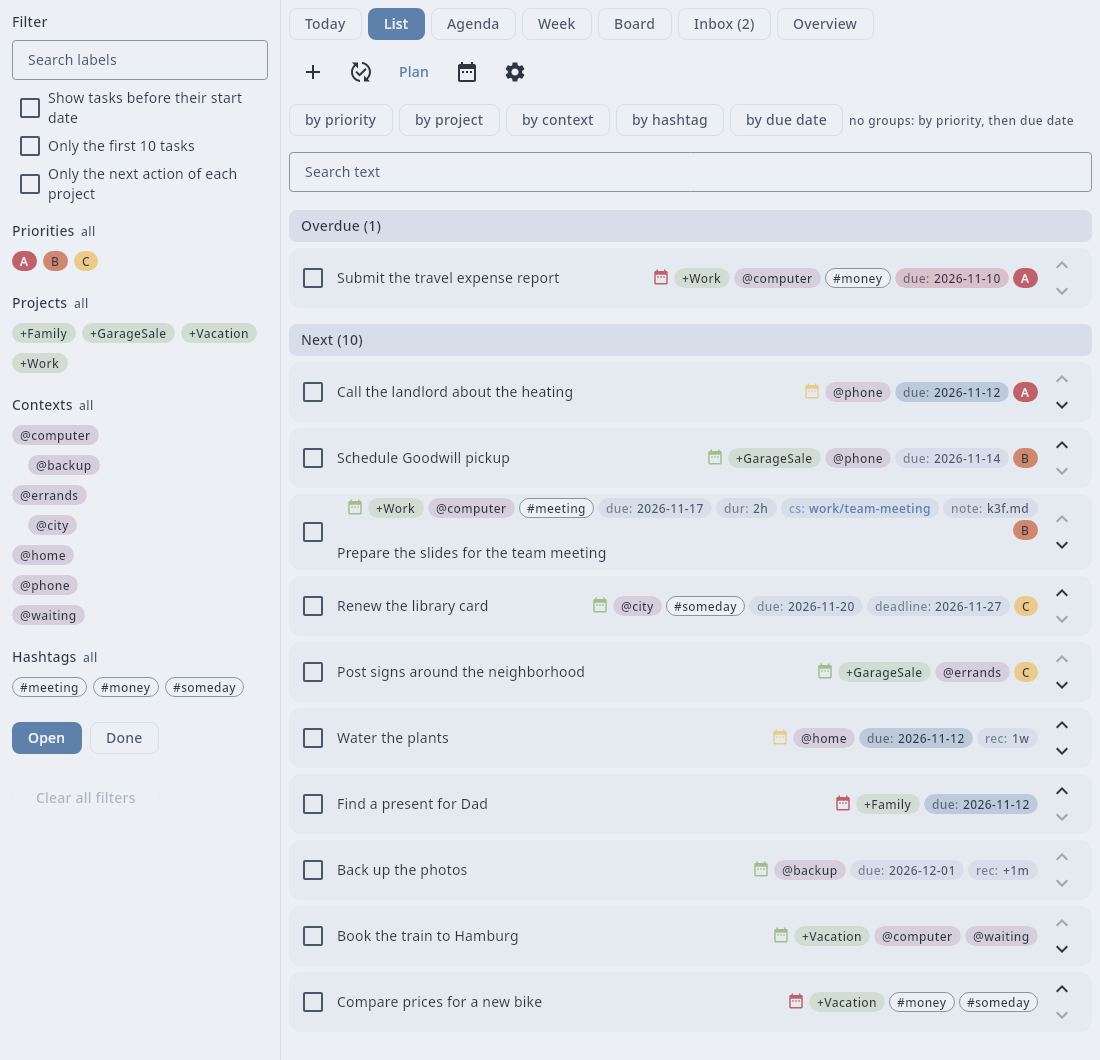 Filter
Search labels
Show tasks before their start
date
Only the first 10 tasks
Only the next action of each
project
Priorities all
A B C
Projects all
+Family +GarageSale +Vacation
+Work
Contexts all
@computer
@backup
@errands
@city
@home
@phone
@waiting
Hashtags all
#meeting #money #someday
Open Done
Clear all filters
Today List Agenda Week Board Inbox (2) Overview
Plan
by priority by project by context by hashtag by due date no groups: by priority, then due date
Search text
Overdue (1)
Submit the travel expense report +Work @computer #money due: 2026-11-10 A
Next (10)
Call the landlord about the heating @phone due: 2026-11-12 A
Schedule Goodwill pickup +GarageSale @phone due: 2026-11-14 B
+Work @computer #meeting due: 2026-11-17 dur: 2h cs: work/team-meeting note: k3f.md
B
Prepare the slides for the team meeting
Renew the library card @city #someday due: 2026-11-20 deadline: 2026-11-27 C
Post signs around the neighborhood +GarageSale @errands C
Water the plants @home due: 2026-11-12 rec: 1w
Find a present for Dad +Family due: 2026-11-12
Back up the photos @backup due: 2026-12-01 rec: +1m
Book the train to Hamburg +Vacation @computer @waiting
Compare prices for a new bike +Vacation #money #someday